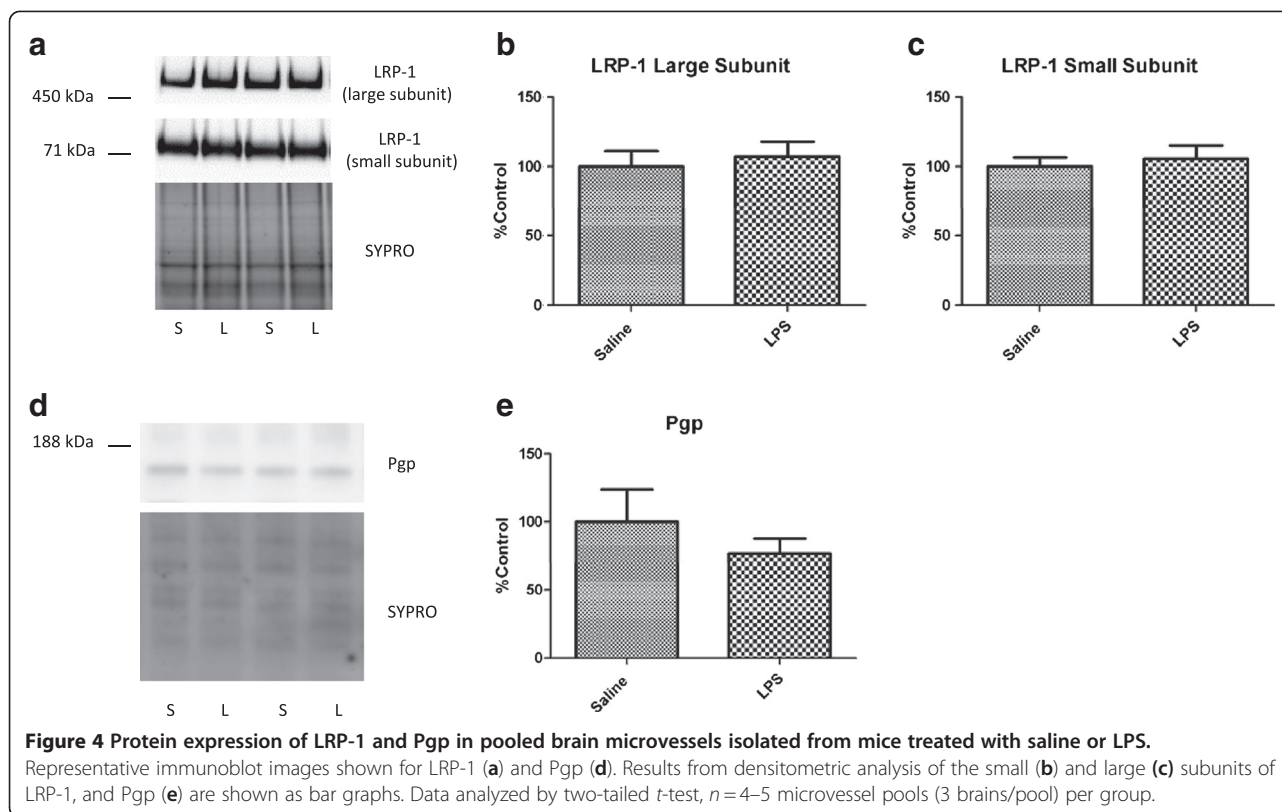 a
LRP-1
(large subunit)
450 kDa
LRP-1
(small subunit)
71 kDa
SYPRO
S L S L
b
LRP-1 Large Subunit
%Control
150
100
50
0
Saline
LPS
c
LRP-1 Small Subunit
%Control
150
100
50
0
Saline
LPS
d
188 kDa
Pgp
SYPRO
S L S L
e
Pgp
%Control
150
100
50
0
Saline
LPS
Figure 4 Protein expression of LRP-1 and Pgp in pooled brain microvessels isolated from mice treated with saline or LPS.
Representative immunoblot images shown for LRP-1 (a) and Pgp (d). Results from densitometric analysis of the small (b) and large (c) subunits of
LRP-1, and Pgp (e) are shown as bar graphs. Data analyzed by two-tailed t-test, n = 4–5 microvessel pools (3 brains/pool) per group.